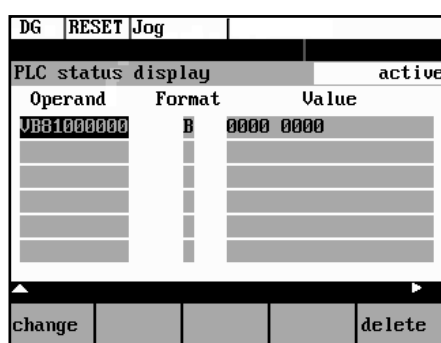 DG RESET Jog
PLC status display active
Operand Format Value
VB81000000 B 0000 0000
change delete